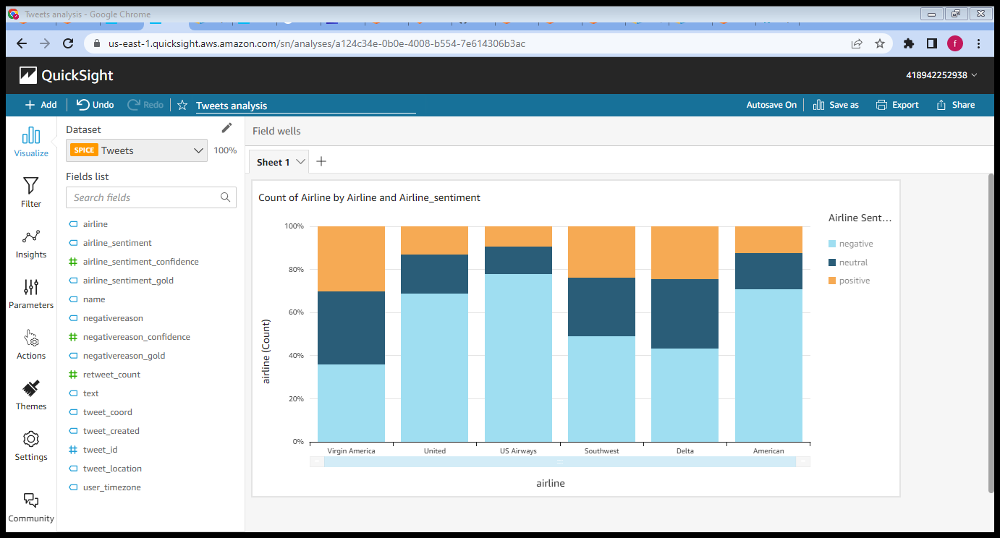 Tweets analysis - Google Chrome
us-east-1.quicksight.aws.amazon.com/sn/analyses/a124c34e-0b0e-4008-b554-7e614306b3ac
f
QuickSight
418942252938
Add
Undo
Redo
Tweets analysis
Autosave On
Save as
Export
Share
Visualize
Filter
Insights
Parameters
Actions
Themes
Settings
Community
Dataset
SPICE Tweets
100%
Fields list
Search fields
airline
airline_sentiment
airline_sentiment_confidence
airline_sentiment_gold
name
negativereason
negativereason_confidence
negativereason_gold
retweet_count
text
tweet_coord
tweet_created
tweet_id
tweet_location
user_timezone
Field wells
Sheet 1
Count of Airline by Airline and Airline_sentiment
airline (Count)
100%
80%
60%
40%
20%
0%
Virgin America
United
US Airways
Southwest
Delta
American
airline
Airline Sent...
negative
neutral
positive